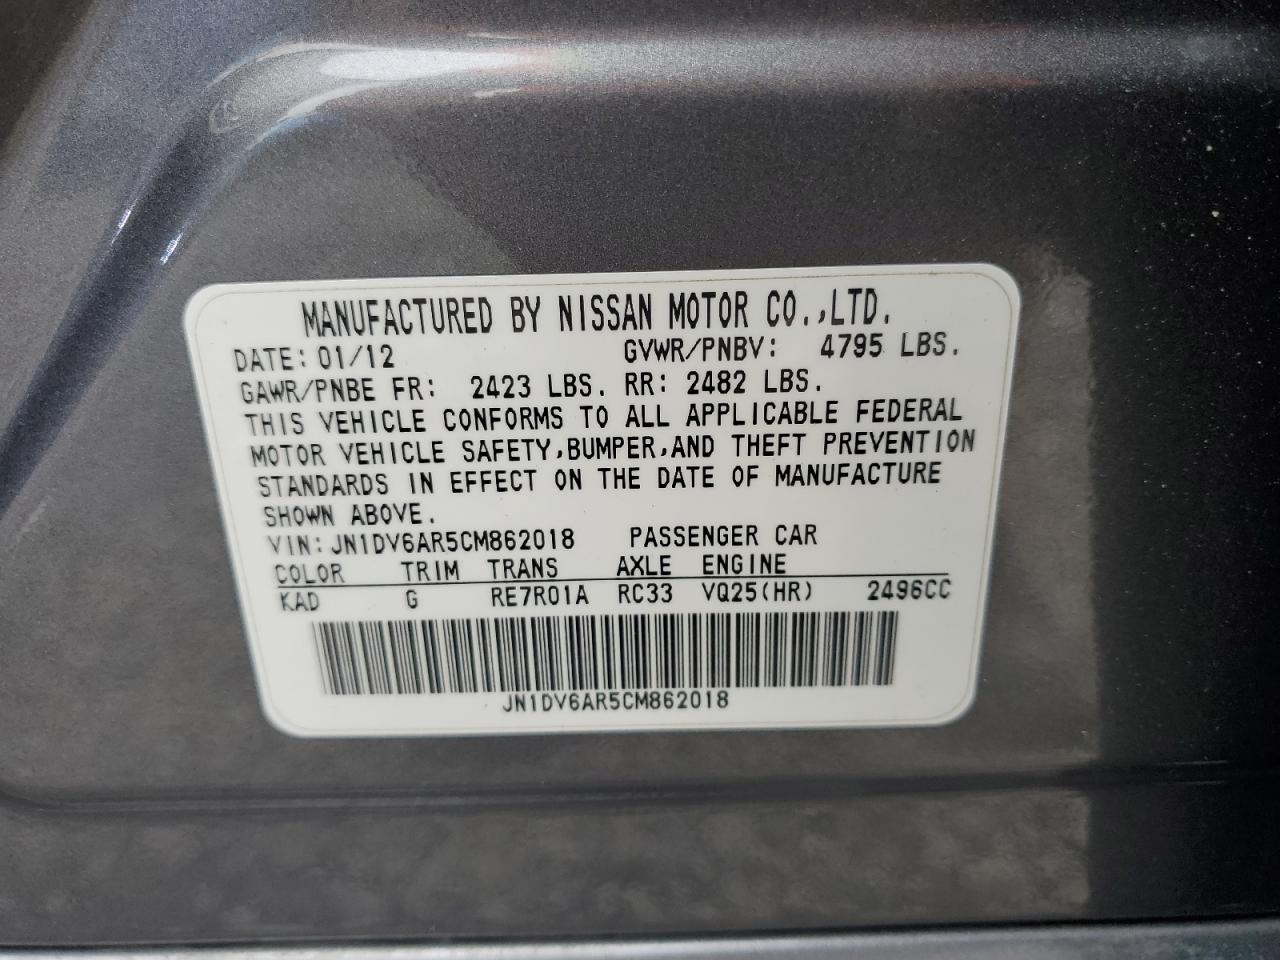 MANUFACTURED BY NISSAN MOTOR CO.,LTD.
DATE: 01/12 GVWR/PNBV: 4795 LBS.
GAWR/PNBE FR: 2423 LBS. RR: 2482 LBS.
THIS VEHICLE CONFORMS TO ALL APPLICABLE FEDERAL
MOTOR VEHICLE SAFETY,BUMPER,AND THEFT PREVENTION
STANDARDS IN EFFECT ON THE DATE OF MANUFACTURE
SHOWN ABOVE.
VIN: JN1DV6AR5CM862018 PASSENGER CAR
COLOR TRIM TRANS AXLE ENGINE
KAD G RE7R01A RC33 VQ25(HR) 2496CC
JN1DV6AR5CM862018